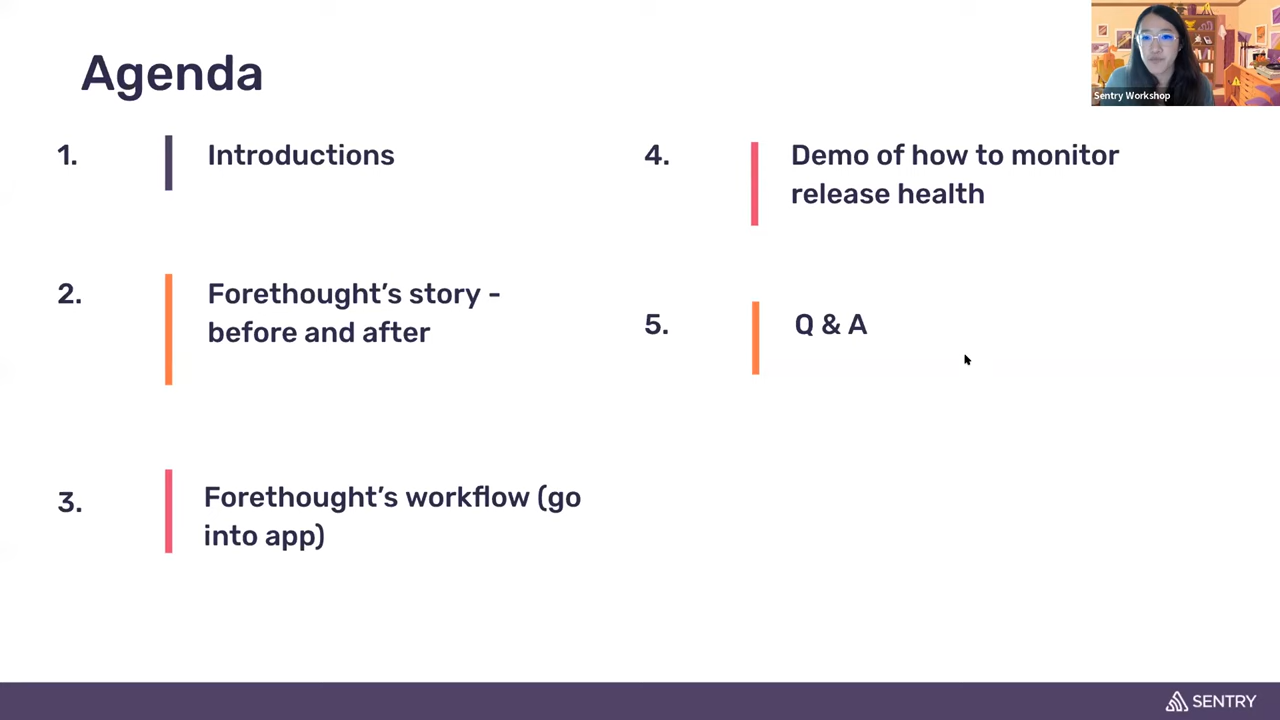 Agenda
1.
Introductions
2.
Forethought’s story -
before and after
3.
Forethought’s workflow (go
into app)
4.
Demo of how to monitor
release health
5.
Q & A
Sentry Workshop
SENTRY